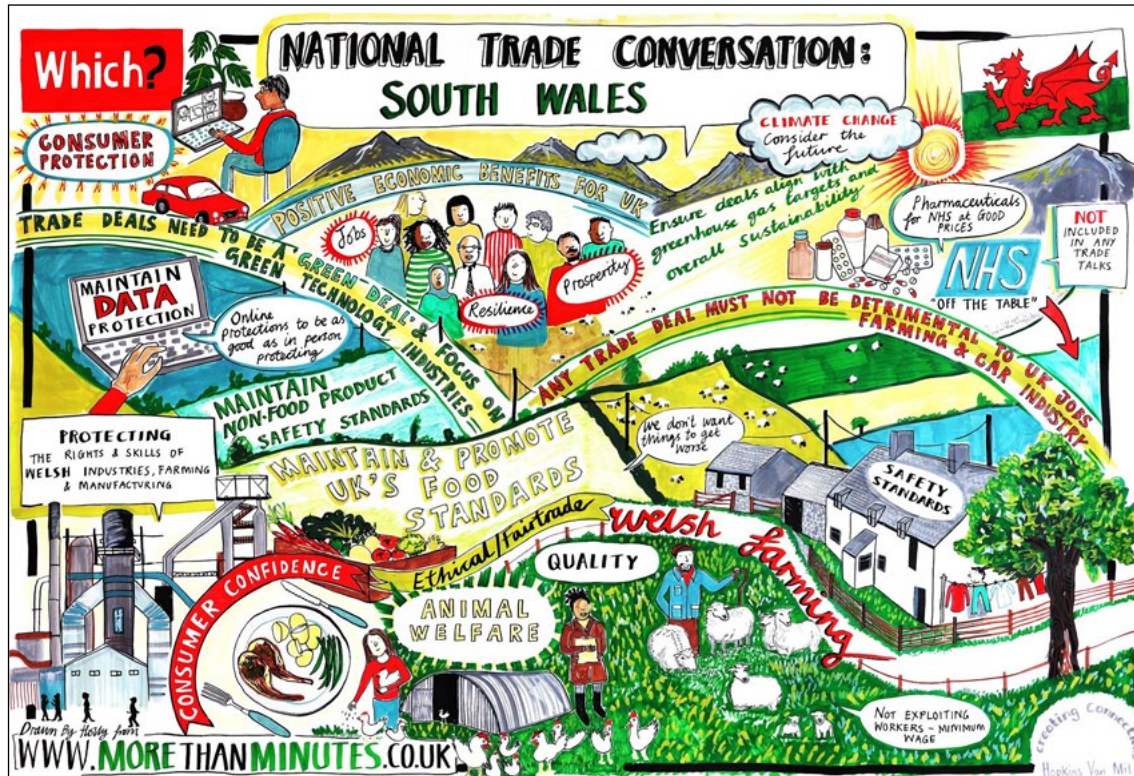 Which?
NATIONAL TRADE CONVERSATION:
SOUTH WALES
CONSUMER
PROTECTION
CLIMATE CHANGE
Consider the
future
POSITIVE ECONOMIC BENEFITS FOR UK
Jobs
Resilience
Prosperity
Ensure deals align with
greenhouse gas targets and
overall sustainability
Pharmaceuticals
for NHS at GOOD
PRICES
NHS
"OFF THE TABLE"
NOT
INCLUDED
IN ANY
TRADE
TALKS
TRADE DEALS NEED TO BE A 'GREEN-DEAL' & FOCUS ON
GREEN TECHNOLOGY INDUSTRIES
MAINTAIN
DATA
PROTECTION
Online
protections to be as
good as in person
protecting
MAINTAIN
NON-FOOD PRODUCT
SAFETY STANDARDS
ANY TRADE DEAL MUST NOT BE DETRIMENTAL TO UK JOBS
FARMING & CAR INDUSTRY
PROTECTING
THE RIGHTS & SKILLS OF
WELSH INDUSTRIES, FARMING
& MANUFACTURING
MAINTAIN & PROMOTE
UK'S FOOD
STANDARDS
We don't want
things to get
worse
SAFETY
STANDARDS
Ethical/Fairtrade
Welsh farming
CONSUMER CONFIDENCE
QUALITY
ANIMAL
WELFARE
NOT EXPLOITING
WORKERS - MINIMUM
WAGE
Drawn By Hosty from
WWW.MORETHANMINUTES.CO.UK
creating
Hopkins Van